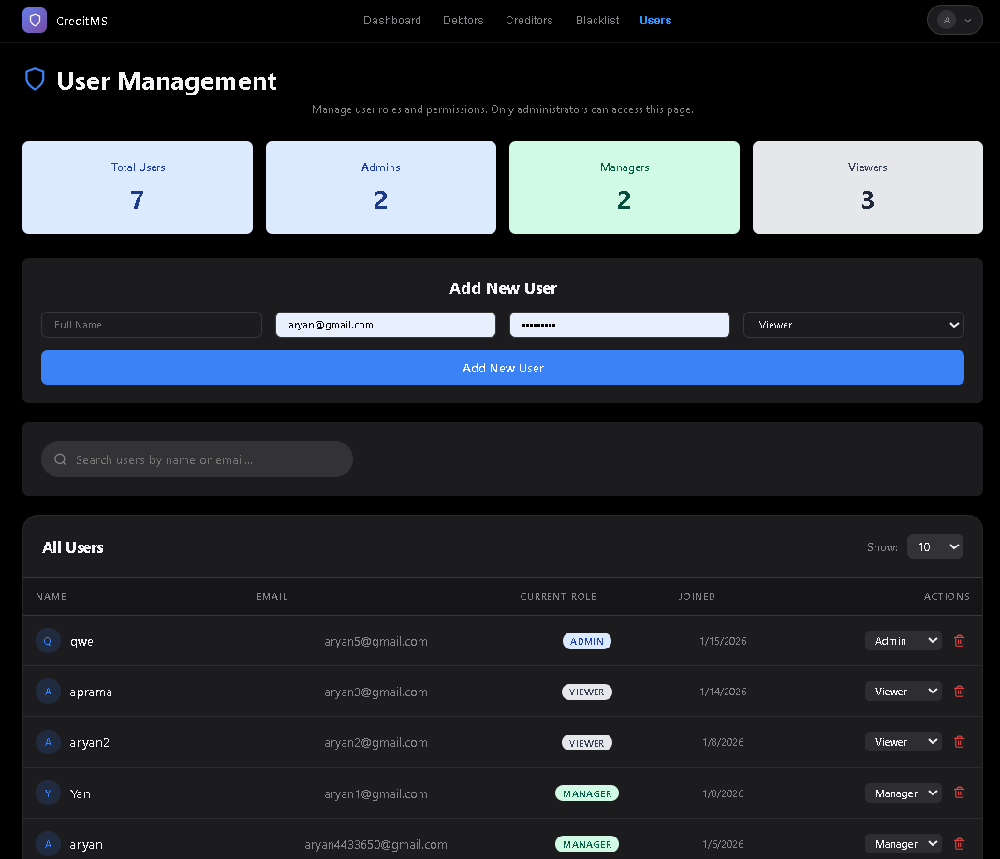 CreditMS Dashboard Debtors Creditors Blacklist Users A
User Management
Manage user roles and permissions. Only administrators can access this page.
Total Users Admins Managers Viewers
7 2 2 3
Add New User
Full Name aryan@gmail.com ••••••••• Viewer
Add New User
Search users by name or email...
All Users Show: 10
NAME EMAIL CURRENT ROLE JOINED ACTIONS
Q qwe aryan5@gmail.com ADMIN 1/15/2026 Admin
A aprama aryan3@gmail.com VIEWER 1/14/2026 Viewer
A aryan2 aryan2@gmail.com VIEWER 1/8/2026 Viewer
Y Yan aryan1@gmail.com MANAGER 1/8/2026 Manager
A aryan aryan4433650@gmail.com MANAGER 1/6/2026 Manager